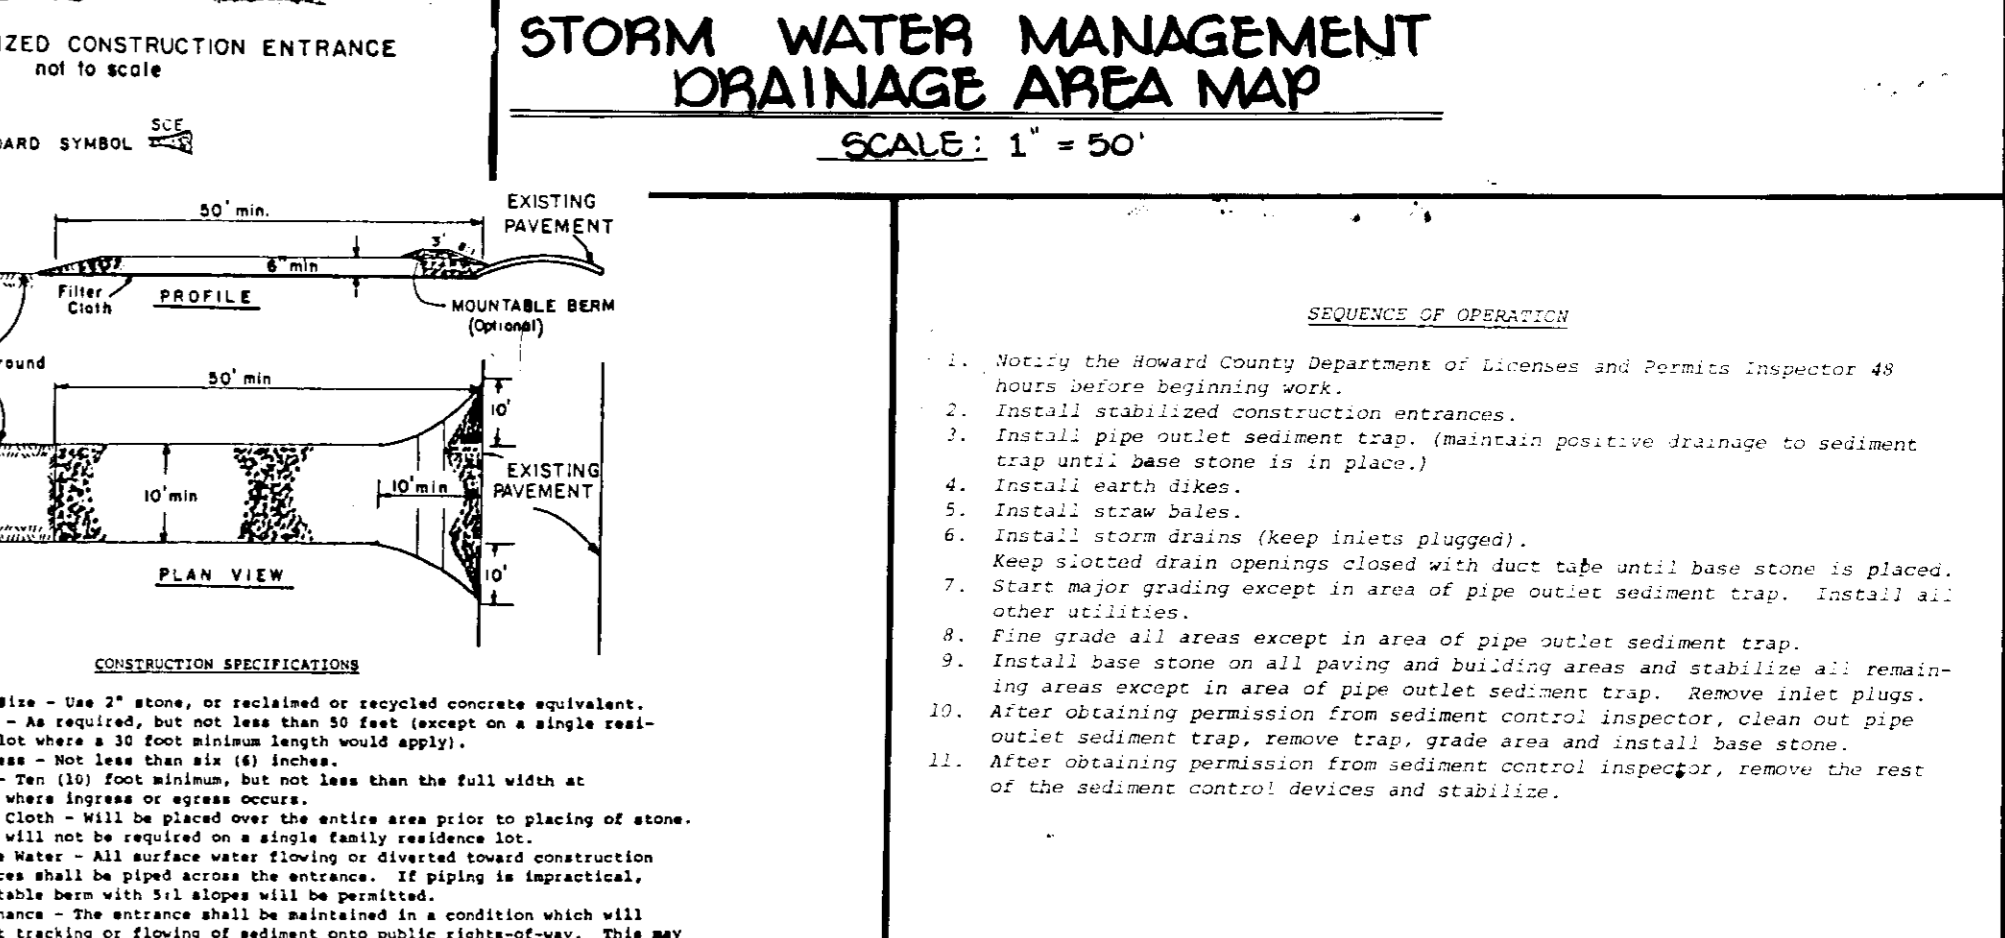 IZED CONSTRUCTION ENTRANCE
not to scale
ARD SYMBOL SCE
STORM WATER MANAGEMENT
DRAINAGE AREA MAP
SCALE: 1" = 50'
50' min.
EXISTING
PAVEMENT
3'
6" min
Filter
Cloth
PROFILE
MOUNTABLE BERM
(Optional)
round
50' min
10'
10' min
10' min
EXISTING
PAVEMENT
10'
PLAN VIEW
CONSTRUCTION SPECIFICATIONS
Size - Use 2" stone, or reclaimed or recycled concrete equivalent.
- As required, but not less than 50 feet (except on a single resi-
lot where a 30 foot minimum length would apply).
ess - Not less than six (6) inches.
- Ten (10) foot minimum, but not less than the full width at
where ingress or egress occurs.
Cloth - Will be placed over the entire area prior to placing of stone.
will not be required on a single family residence lot.
e Water - All surface water flowing or diverted toward construction
ces shall be piped across the entrance. If piping is impractical,
table berm with 5:1 slopes will be permitted.
nance - The entrance shall be maintained in a condition which will
t tracking or flowing of sediment onto public rights-of-way. This may
SEQUENCE OF OPERATION
1. Notify the Howard County Department of Licenses and Permits Inspector 48
hours before beginning work.
2. Install stabilized construction entrances.
3. Install pipe outlet sediment trap. (maintain positive drainage to sediment
trap until base stone is in place.)
4. Install earth dikes.
5. Install straw bales.
6. Install storm drains (keep inlets plugged).
Keep slotted drain openings closed with duct tape until base stone is placed.
7. Start major grading except in area of pipe outlet sediment trap. Install all
other utilities.
8. Fine grade all areas except in area of pipe outlet sediment trap.
9. Install base stone on all paving and building areas and stabilize all remain-
ing areas except in area of pipe outlet sediment trap. Remove inlet plugs.
10. After obtaining permission from sediment control inspector, clean out pipe
outlet sediment trap, remove trap, grade area and install base stone.
11. After obtaining permission from sediment control inspector, remove the rest
of the sediment control devices and stabilize.